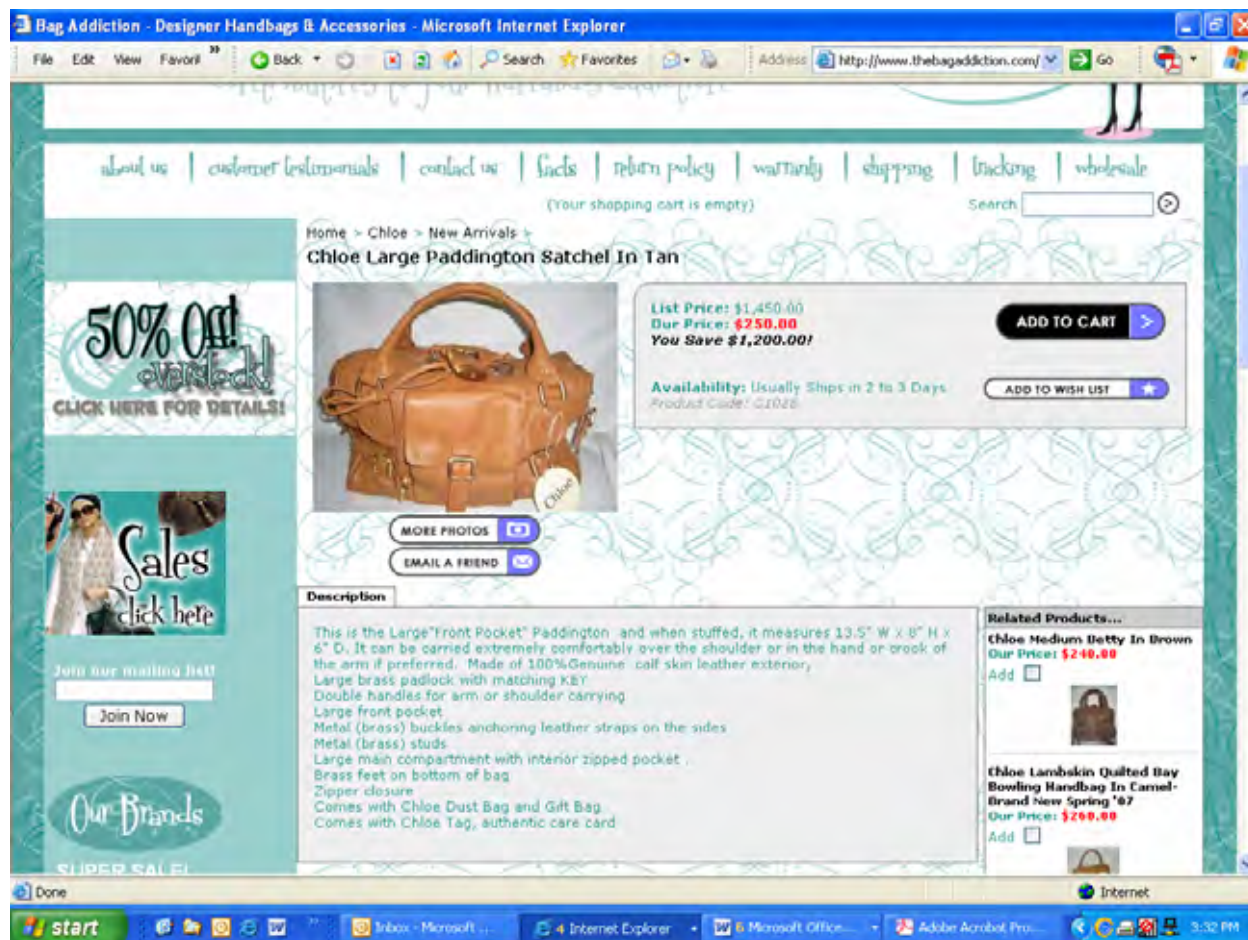 Bag Addiction - Designer Handbags & Accessories - Microsoft Internet Explorer
File Edit View Favorit » Back Search Favorites Address http://www.thebagaddiction.com/ Go
about us | customer testimonials | contact us | facts | return policy | warranty | shipping | tracking | wholesale
(Your shopping cart is empty) Search
Home > Chloe > New Arrivals >
Chloe Large Paddington Satchel In Tan
50% Off!
overstock!
CLICK HERE FOR DETAILS!
List Price: $1,450.00
Our Price: $250.00
You Save $1,200.00!
ADD TO CART
Availability: Usually Ships in 2 to 3 Days
Product Code: C1028
ADD TO WISH LIST
Chloe
MORE PHOTOS
EMAIL A FRIEND
Sales
click here
Join our mailing list!
Join Now
Our Brands
SUPER SALE!
Description
This is the Large"Front Pocket" Paddington and when stuffed, it measures 13.5" W x 8" H x
6" D. It can be carried extremely comfortably over the shoulder or in the hand or crook of
the arm if preferred. Made of 100%Genuine calf skin leather exterior,
Large brass padlock with matching KEY
Double handles for arm or shoulder carrying
Large front pocket
Metal (brass) buckles anchoring leather straps on the sides
Metal (brass) studs
Large main compartment with interior zipped pocket .
Brass feet on bottom of bag
Zipper closure
Comes with Chloe Dust Bag and Gift Bag
Comes with Chloe Tag, authentic care card
Related Products...
Chloe Medium Betty In Brown
Our Price: $240.00
Add
Chloe Lambskin Quilted Bay
Bowling Handbag In Camel-
Brand New Spring '07
Our Price: $260.00
Add
Done Internet
start Inbox - Microsoft ... 4 Internet Explorer 6 Microsoft Office... Adobe Acrobat Pro... 3:32 PM